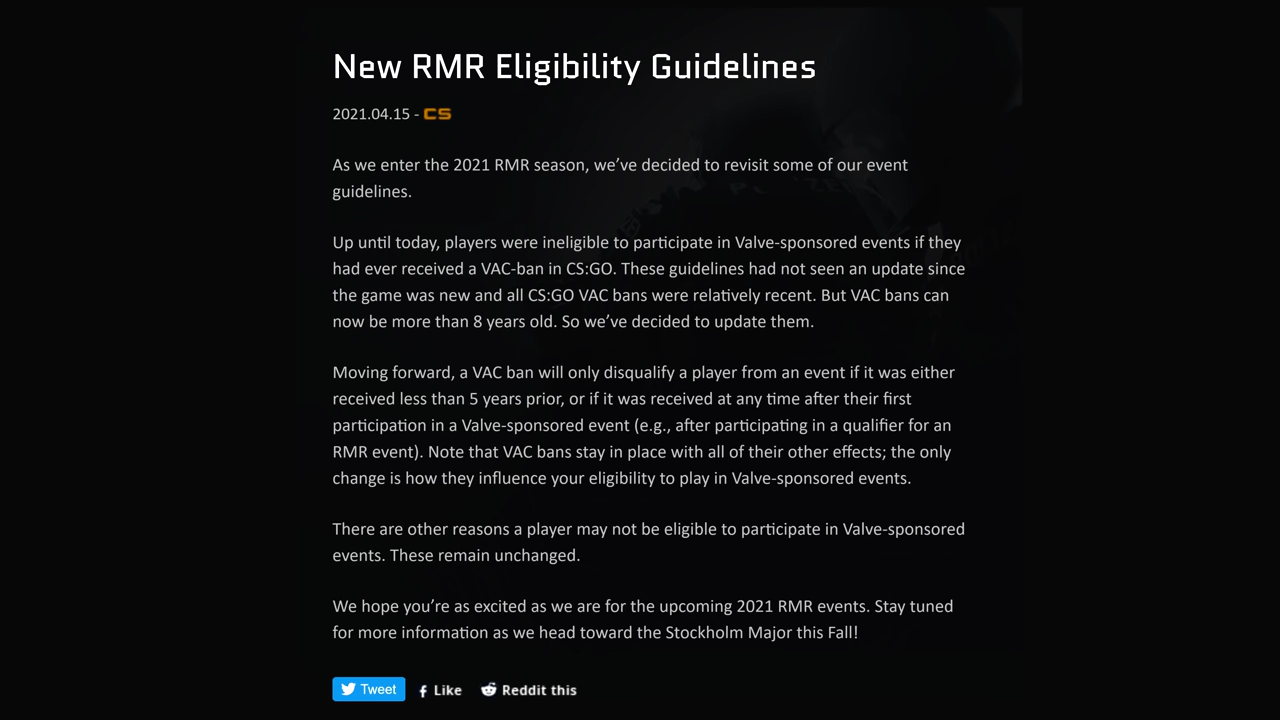 New RMR Eligibility Guidelines
2021.04.15 - CS
As we enter the 2021 RMR season, we’ve decided to revisit some of our event
guidelines.
Up until today, players were ineligible to participate in Valve-sponsored events if they
had ever received a VAC-ban in CS:GO. These guidelines had not seen an update since
the game was new and all CS:GO VAC bans were relatively recent. But VAC bans can
now be more than 8 years old. So we’ve decided to update them.
Moving forward, a VAC ban will only disqualify a player from an event if it was either
received less than 5 years prior, or if it was received at any time after their first
participation in a Valve-sponsored event (e.g., after participating in a qualifier for an
RMR event). Note that VAC bans stay in place with all of their other effects; the only
change is how they influence your eligibility to play in Valve-sponsored events.
There are other reasons a player may not be eligible to participate in Valve-sponsored
events. These remain unchanged.
We hope you’re as excited as we are for the upcoming 2021 RMR events. Stay tuned
for more information as we head toward the Stockholm Major this Fall!
Tweet Like Reddit this